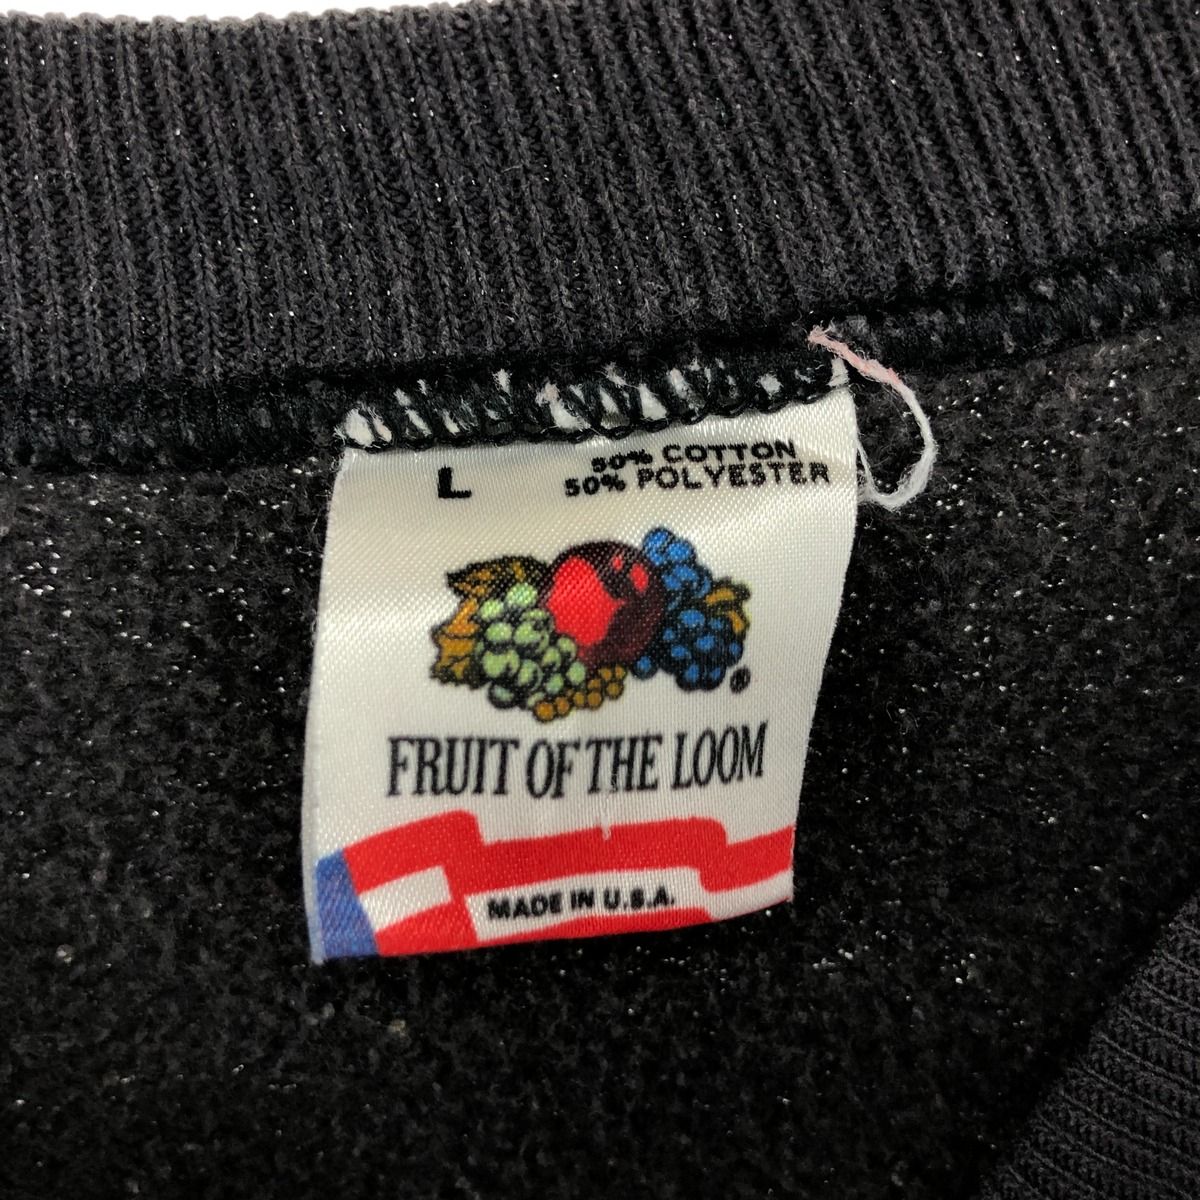 L
50% COTTON
50% POLYESTER
®
FRUIT OF THE LOOM
MADE IN U.S.A.